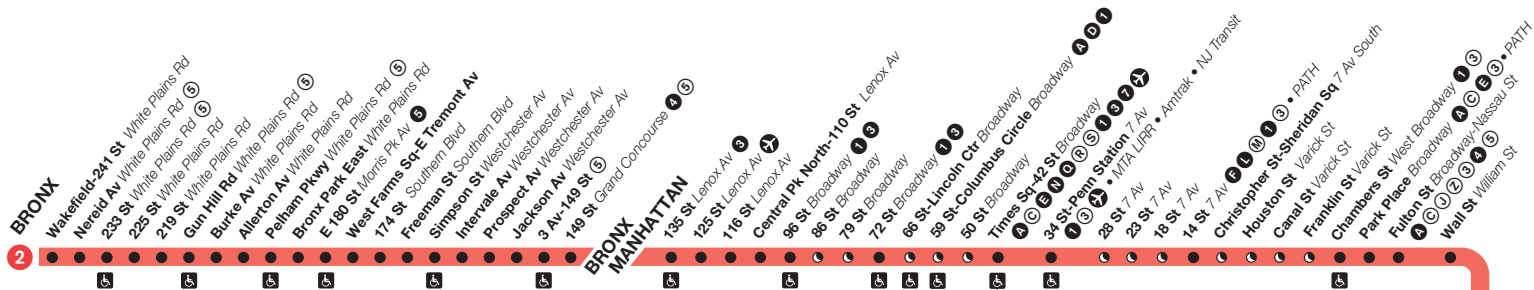 BRONX
Wakefield-241 St White Plains Rd
Nereid Av White Plains Rd 5
233 St White Plains Rd 5
225 St White Plains Rd
219 St White Plains Rd
Gun Hill Rd White Plains Rd 5
Burke Av White Plains Rd
Allerton Av White Plains Rd
Pelham Pkwy White Plains Rd 5
Bronx Park East White Plains Rd
E 180 St Morris Pk Av 5
West Farms Sq-E Tremont Av
174 St Southern Blvd
Freeman St Southern Blvd
Simpson St Westchester Av
Intervale Av Westchester Av
Prospect Av Westchester Av
Jackson Av Westchester Av
3 Av-149 St 5
149 St Grand Concourse 4 5
BRONX
MANHATTAN
135 St Lenox Av 3
125 St Lenox Av
116 St Lenox Av
Central Pk North-110 St Lenox Av
96 St Broadway 1 3
86 St Broadway
79 St Broadway
72 St Broadway 1 3
66 St-Lincoln Ctr Broadway
59 St-Columbus Circle Broadway A D 1
50 St Broadway
Times Sq-42 St Broadway
A C E N Q R S 1 3 7
34 St-Penn Station 7 Av
1 3 • MTA LIRR • Amtrak • NJ Transit
28 St 7 Av
23 St 7 Av
18 St 7 Av
14 St 7 Av F L M 1 3 • PATH
Christopher St-Sheridan Sq 7 Av South
Houston St Varick St
Canal St Varick St
Franklin St Varick St
Chambers St West Broadway 1 3
Park Place Broadway A C E 3 • PATH
Fulton St Broadway-Nassau St
A C J Z 3 4 5
Wall St William St
2